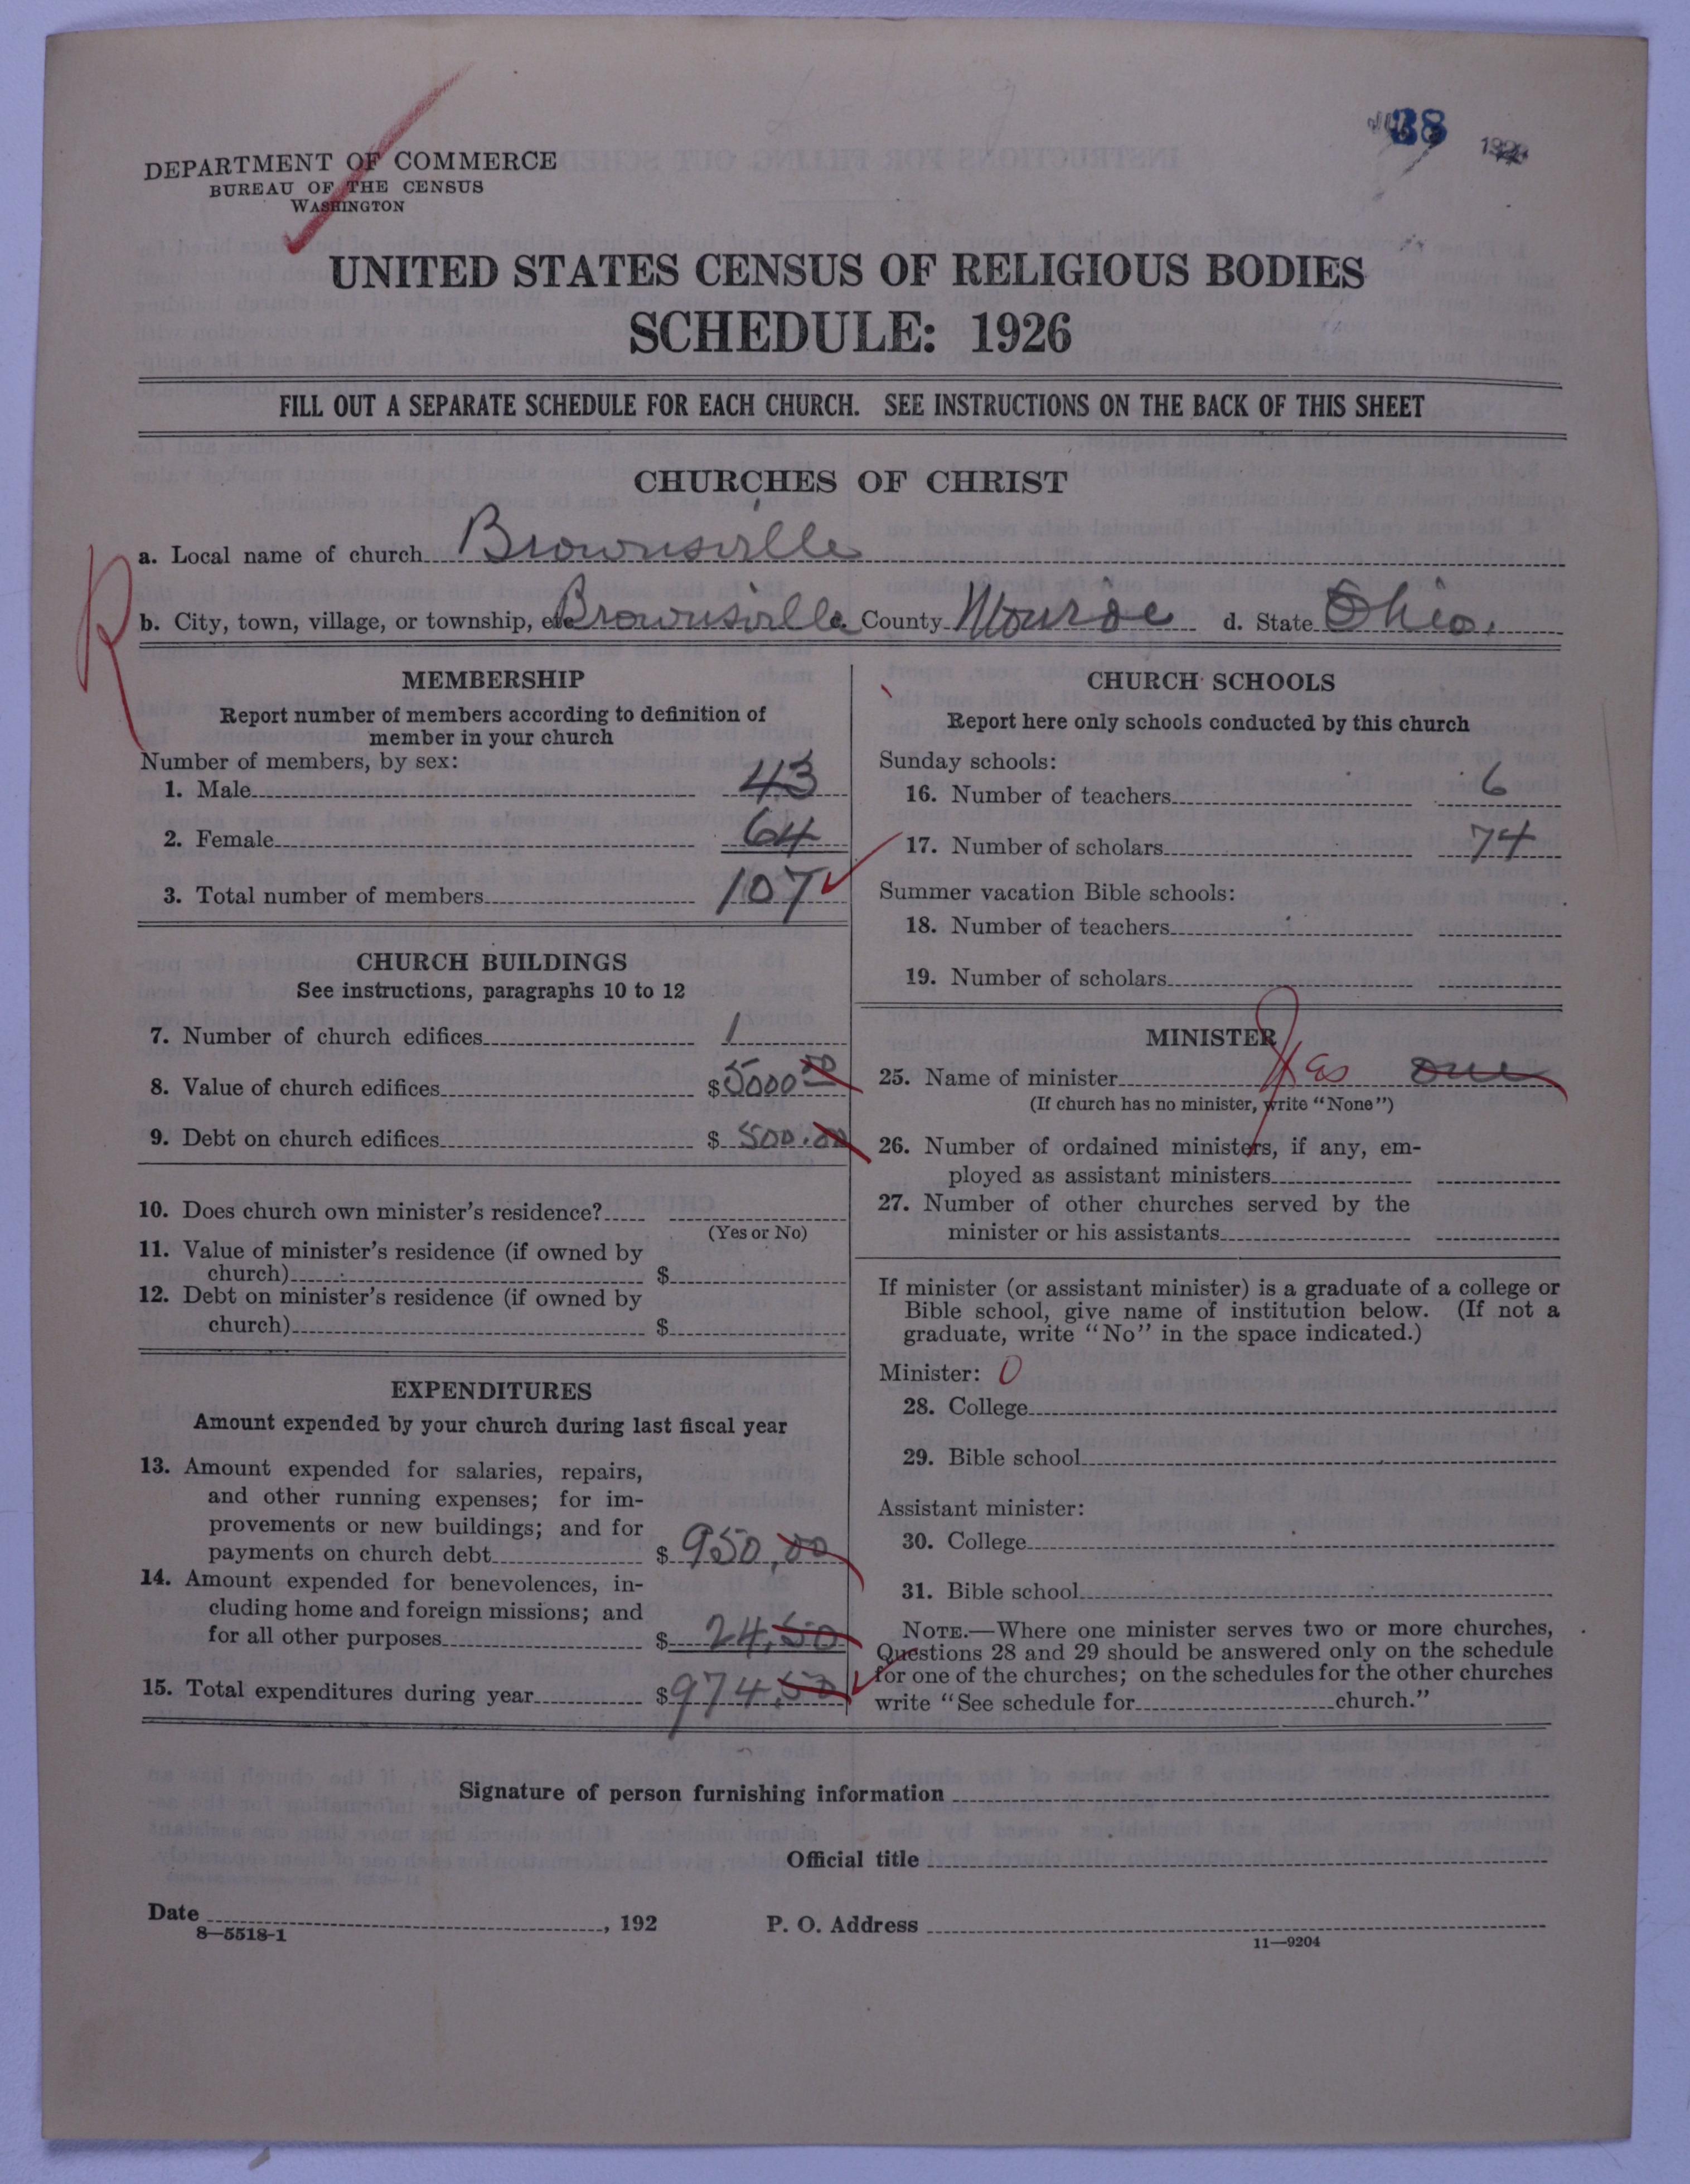 38
DEPARTMENT OF COMMERCE
BUREAU OF THE CENSUS
WASHINGTON
UNITED STATES CENSUS OF RELIGIOUS BODIES
SCHEDULE: 1926
FILL OUT A SEPARATE SCHEDULE FOR EACH CHURCH. SEE INSTRUCTIONS ON THE BACK OF THIS SHEET
CHURCHES OF CHRIST
R
a. Local name of church Brownsville
b. City, town, village, or township, etc Brownsville c. County Monroe d. State Ohio.
MEMBERSHIP
Report number of members according to definition of
member in your church
Number of members, by sex:
1. Male 43
2. Female 64
3. Total number of members 107
CHURCH BUILDINGS
See instructions, paragraphs 10 to 12
7. Number of church edifices 1
8. Value of church edifices $5000 00
9. Debt on church edifices $500.00
10. Does church own minister's residence?
(Yes or No)
11. Value of minister's residence (if owned by
church) $
12. Debt on minister's residence (if owned by
church) $
EXPENDITURES
Amount expended by your church during last fiscal year
13. Amount expended for salaries, repairs,
and other running expenses; for im-
provements or new buildings; and for
payments on church debt $950,00
14. Amount expended for benevolences, in-
cluding home and foreign missions; and
for all other purposes $24,50
15. Total expenditures during year $974,50
CHURCH SCHOOLS
Report here only schools conducted by this church
Sunday schools:
16. Number of teachers 6
17. Number of scholars 74
Summer vacation Bible schools:
18. Number of teachers
19. Number of scholars
MINISTER
25. Name of minister Has one
(If church has no minister, write "None")
26. Number of ordained ministers, if any, em-
ployed as assistant ministers
27. Number of other churches served by the
minister or his assistants
If minister (or assistant minister) is a graduate of a college or
Bible school, give name of institution below. (If not a
graduate, write "No" in the space indicated.)
Minister: 0
28. College
29. Bible school
Assistant minister:
30. College
31. Bible school
NOTE.—Where one minister serves two or more churches,
Questions 28 and 29 should be answered only on the schedule
for one of the churches; on the schedules for the other churches
write "See schedule for church."
Signature of person furnishing information
Official title
Date , 192
P. O. Address
8—5518-1
11—9204